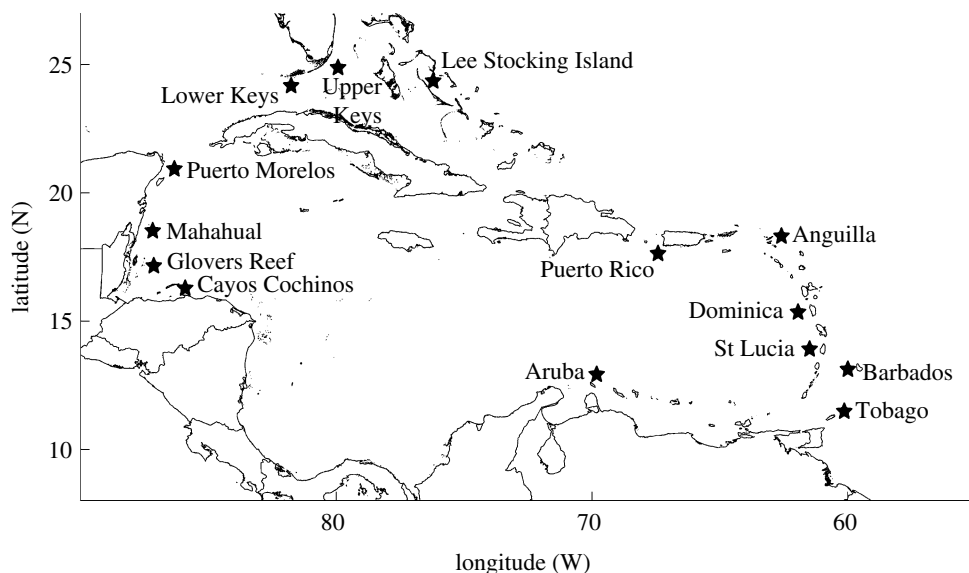 25
Lee Stocking Island
Lower Keys
Upper
Keys
Puerto Morelos
20
Mahahual
Anguilla
Glovers Reef
Puerto Rico
Cayos Cochinos
latitude (N)
Dominica
15
St Lucia
Aruba
Barbados
Tobago
10
80
70
60
longitude (W)